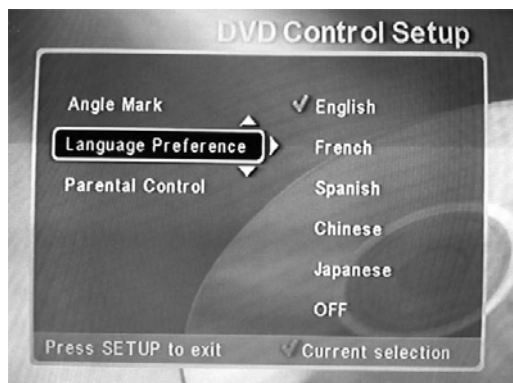 DVD Control Setup
Angle Mark
Language Preference
Parental Control
English
French
Spanish
Chinese
Japanese
OFF
Press SETUP to exit
Current selection